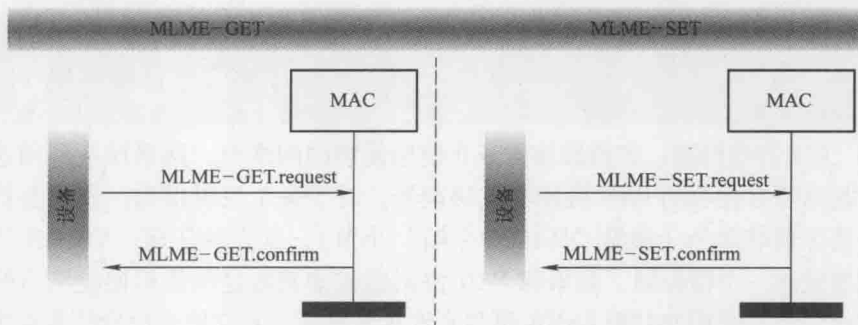 MLME-GET
MLME-SET
MAC
MAC
设备
MLME-GET.request
MLME-GET.confirm
设备
MLME-SET.request
MLME-SET.confirm